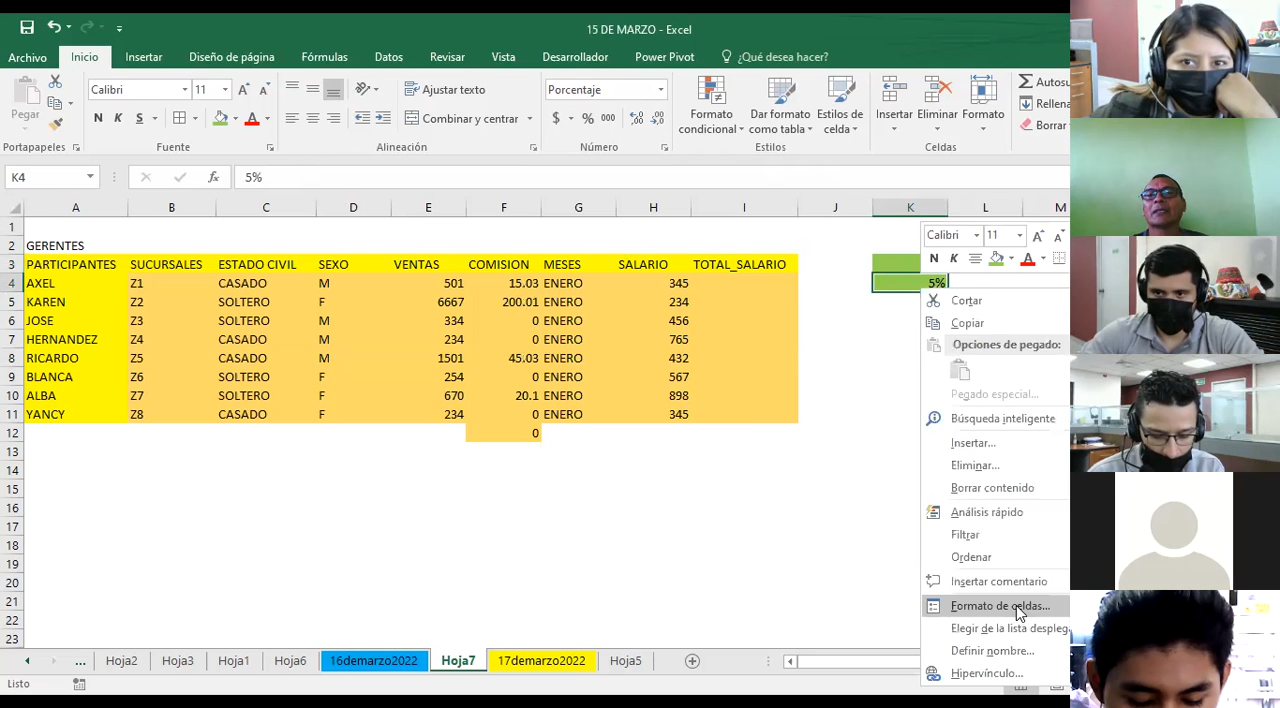 15 DE MARZO - Excel
Archivo Inicio Insertar Diseño de página Fórmulas Datos Revisar Vista Desarrollador Power Pivot ¿Qué desea hacer?
Pegar
Calibri 11
N K S
Ajustar texto
Combinar y centrar
Porcentaje
$ % 000
Formato condicional
Dar formato como tabla
Estilos de celda
Insertar Eliminar Formato
Autosu
Rellena
Borrar
Portapapeles Fuente Alineación Número Estilos Celdas
K4 fx 5%
A B C D E F G H I J K L M
1
2 GERENTES
3 PARTICIPANTES SUCURSALES ESTADO CIVIL SEXO VENTAS COMISION MESES SALARIO TOTAL_SALARIO
4 AXEL Z1 CASADO M 501 15.03 ENERO 345 5%
5 KAREN Z2 SOLTERO F 6667 200.01 ENERO 234
6 JOSE Z3 SOLTERO M 334 0 ENERO 456
7 HERNANDEZ Z4 CASADO M 234 0 ENERO 765
8 RICARDO Z5 CASADO M 1501 45.03 ENERO 432
9 BLANCA Z6 SOLTERO F 254 0 ENERO 567
10 ALBA Z7 SOLTERO F 670 20.1 ENERO 898
11 YANCY Z8 CASADO F 234 0 ENERO 345
12 0
13
14
15
16
17
18
19
20
21
22
23
Calibri 11
N K
Cortar
Copiar
Opciones de pegado:
Pegado especial...
Búsqueda inteligente
Insertar...
Eliminar...
Borrar contenido
Análisis rápido
Filtrar
Ordenar
Insertar comentario
Formato de celdas...
Elegir de la lista despleg
Definir nombre...
Hipervínculo...
... Hoja2 Hoja3 Hoja1 Hoja6 16demarzo2022 Hoja7 17demarzo2022 Hoja5
Listo